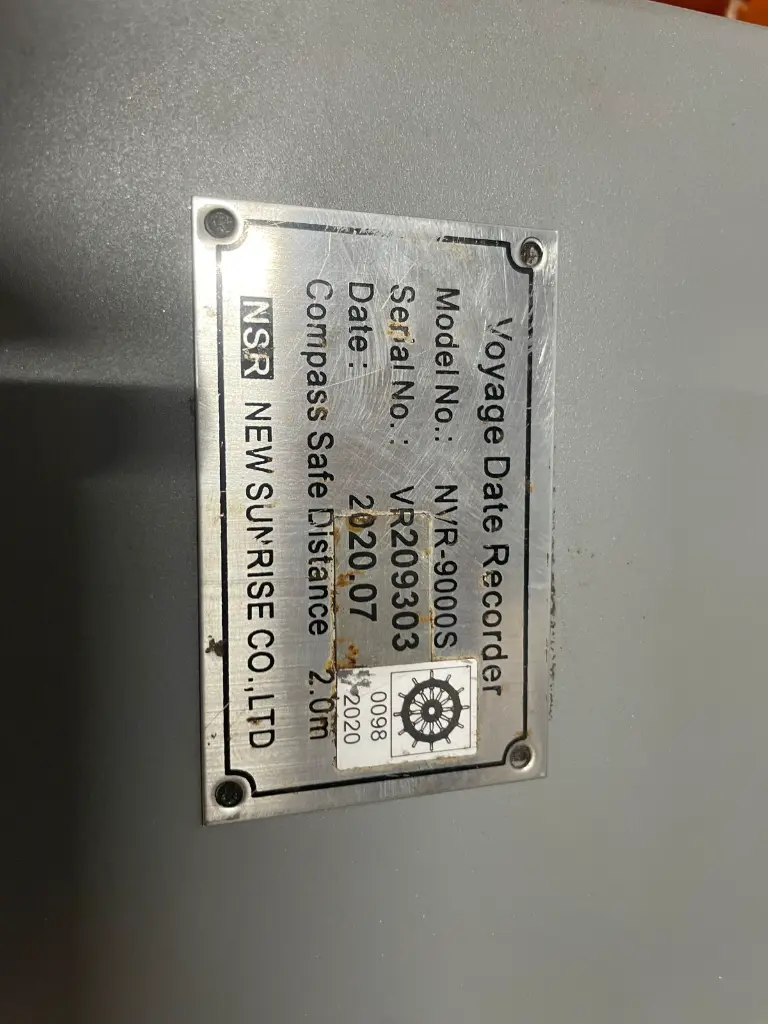 Voyage Date Recorder
Model No.: NVR-9000S
Serial No.: VR209303
Date: 2020.07
Compass Safe Distance 2.0m
NSR NEW SUNRISE CO.,LTD
0098
2020